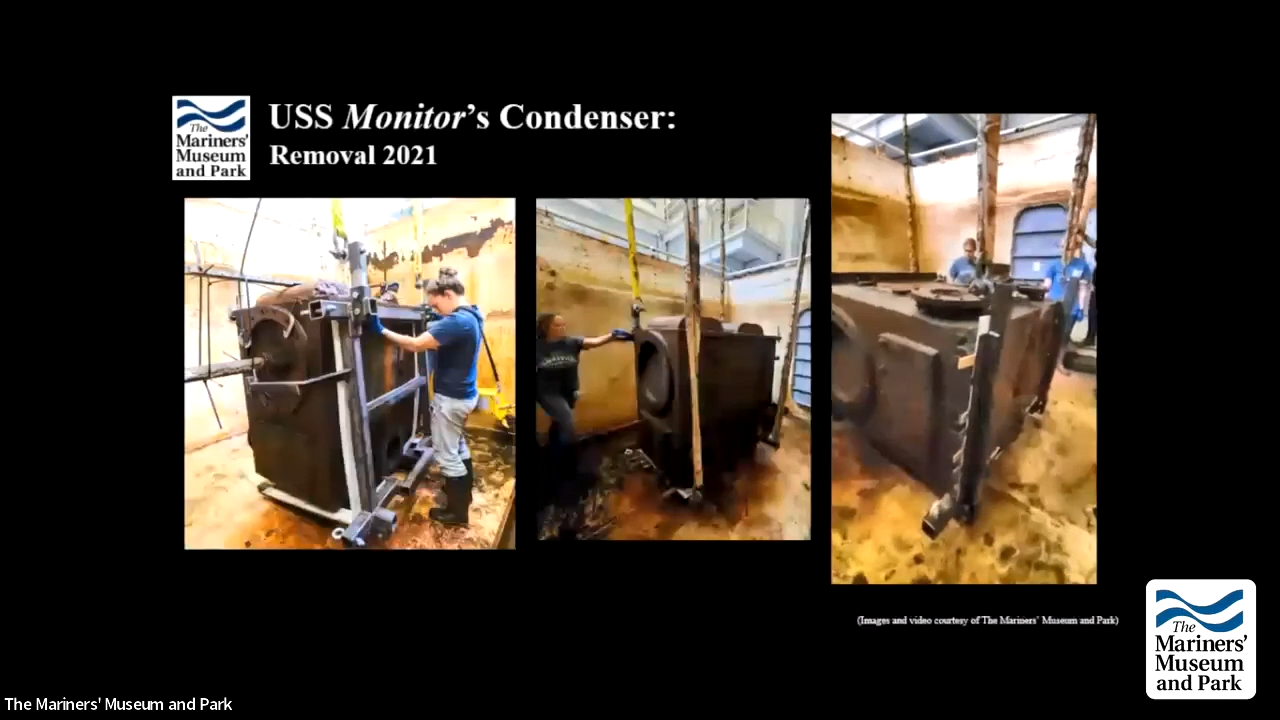 The
Mariners'
Museum
and Park
USS Monitor's Condenser:
Removal 2021
(Images and video courtesy of The Mariners' Museum and Park)
The
Mariners'
Museum
and Park
The Mariners' Museum and Park